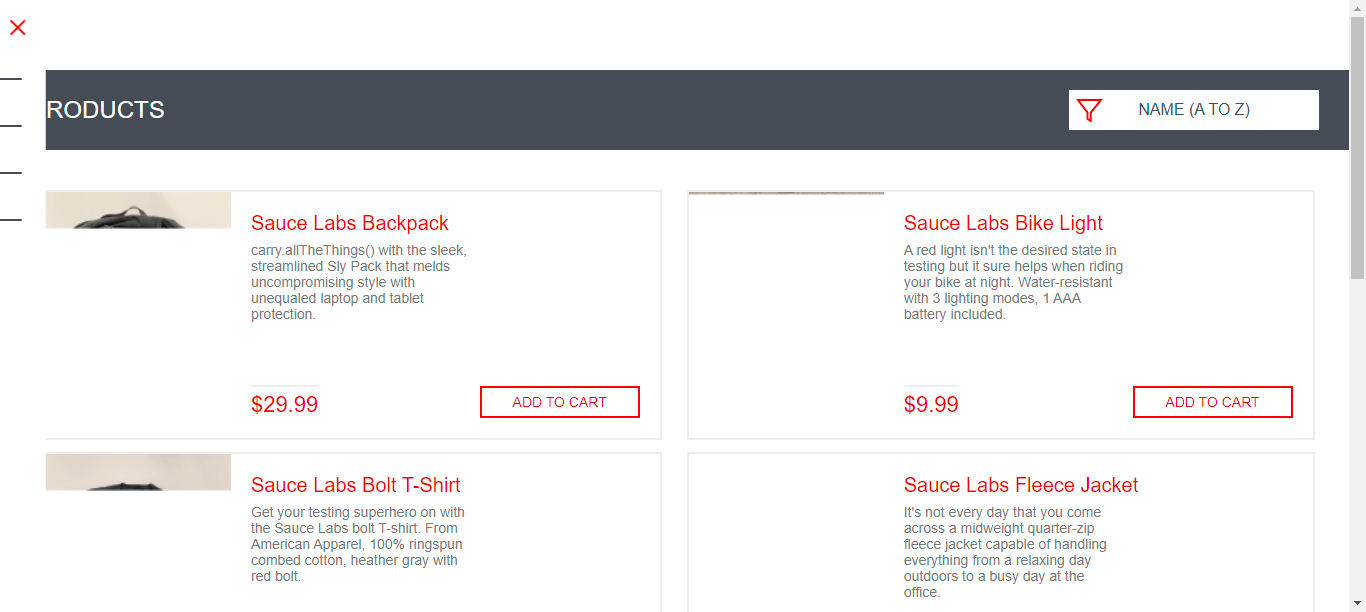 RODUCTS
NAME (A TO Z)
Sauce Labs Backpack
carry.allTheThings() with the sleek,
streamlined Sly Pack that melds
uncompromising style with
unequaled laptop and tablet
protection.
$29.99
ADD TO CART
Sauce Labs Bike Light
A red light isn't the desired state in
testing but it sure helps when riding
your bike at night. Water-resistant
with 3 lighting modes, 1 AAA
battery included.
$9.99
ADD TO CART
Sauce Labs Bolt T-Shirt
Get your testing superhero on with
the Sauce Labs bolt T-shirt. From
American Apparel, 100% ringspun
combed cotton, heather gray with
red bolt.
Sauce Labs Fleece Jacket
It's not every day that you come
across a midweight quarter-zip
fleece jacket capable of handling
everything from a relaxing day
outdoors to a busy day at the
office.